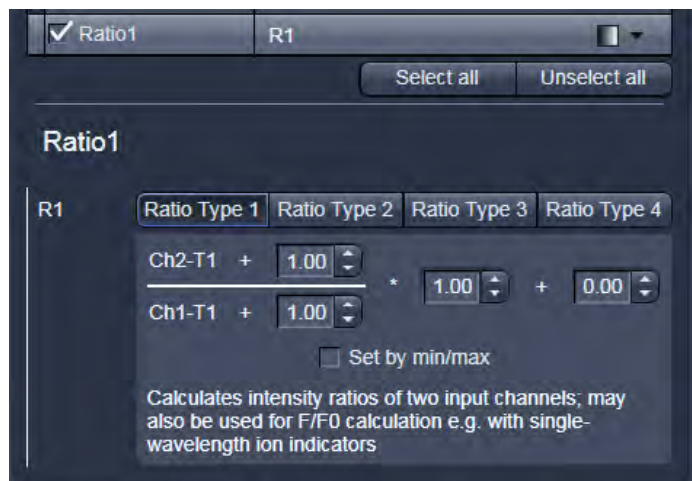 Ratio1 R1
Select all Unselect all
Ratio1
R1 Ratio Type 1 Ratio Type 2 Ratio Type 3 Ratio Type 4
Ch2-T1 + 1.00
* 1.00 + 0.00
Ch1-T1 + 1.00
Set by min/max
Calculates intensity ratios of two input channels; may
also be used for F/F0 calculation e.g. with single-
wavelength ion indicators